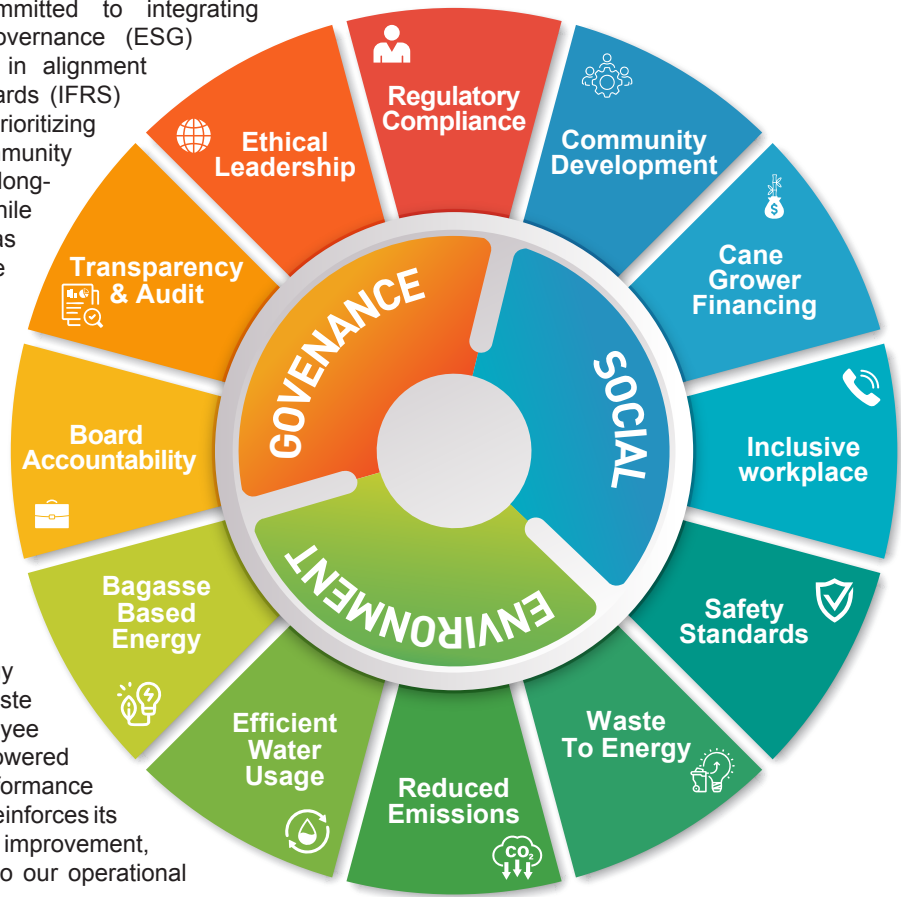 mmitted to integrating
overnance (ESG)
in alignment
ards (IFRS)
rioritizing
mmunity
long-
hile
as
e
y
ste
yee
owered
formance
einforces its
improvement,
o our operational
Regulatory
Compliance
Community
Development
Cane
Grower
Financing
Inclusive
workplace
Safety
Standards
Waste
To Energy
Reduced
Emissions
CO₂
Efficient
Water
Usage
Bagasse
Based
Energy
Board
Accountability
Transparency
& Audit
Ethical
Leadership
GOVENANCE
SOCIAL
ENVIRONMENT